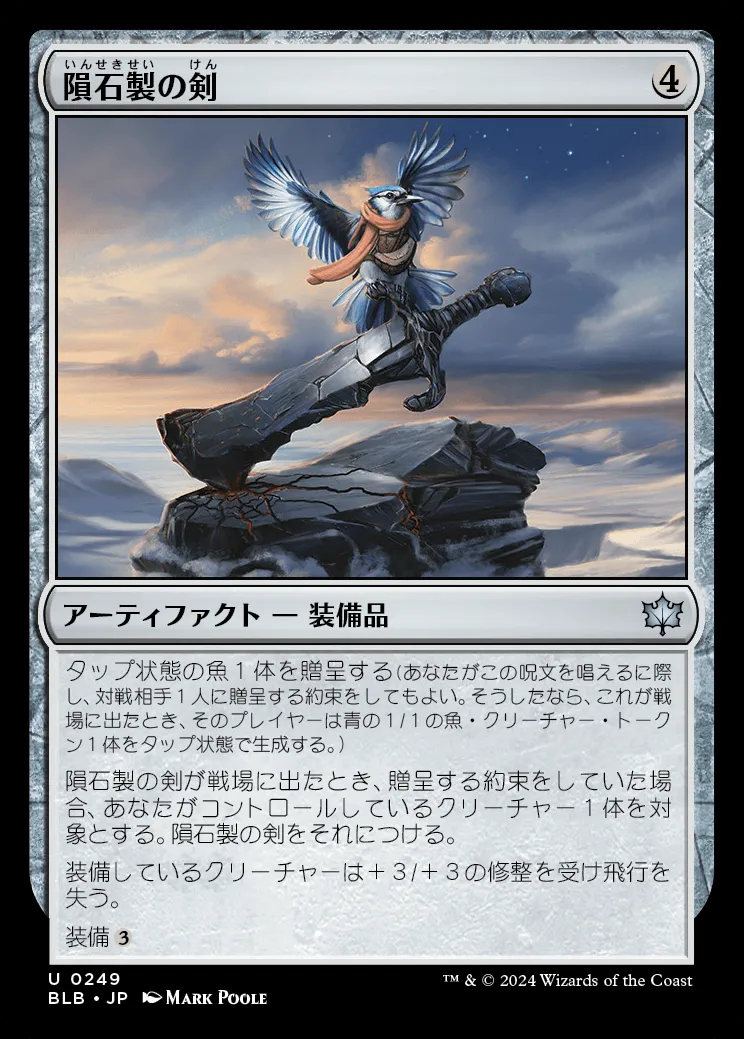 いんせきせい けん
隕石製の剣
4
アーティファクト — 装備品
タップ状態の魚１体を贈呈する(あなたがこの呪文を唱えるに際
し、対戦相手１人に贈呈する約束をしてもよい。そうしたなら、これが戦
場に出たとき、そのプレイヤーは青の１/１の魚・クリーチャー・トーク
ン１体をタップ状態で生成する。)
隕石製の剣が戦場に出たとき、贈呈する約束をしていた場
合、あなたがコントロールしているクリーチャー１体を対
象とする。隕石製の剣をそれにつける。
装備しているクリーチャーは＋３/＋３の修整を受け飛行を
失う。
装備 3
U 0249
BLB • JP MARK POOLE
™ & © 2024 Wizards of the Coast